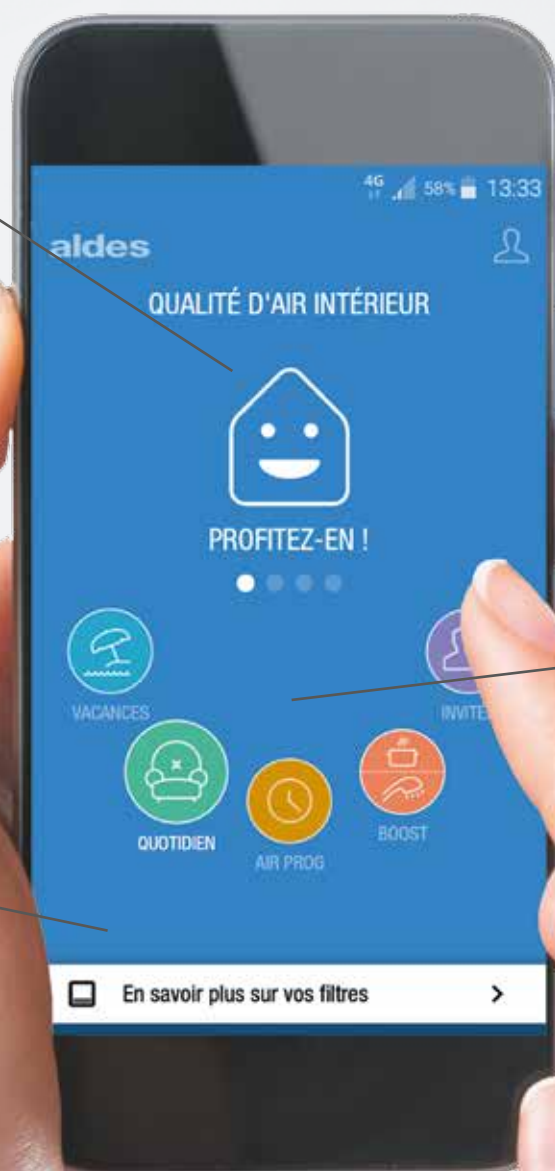 4G 58% 13:33
aldes
QUALITÉ D'AIR INTÉRIEUR
PROFITEZ-EN !
VACANCES
QUOTIDIEN
AIR PROG
BOOST
En savoir plus sur vos filtres